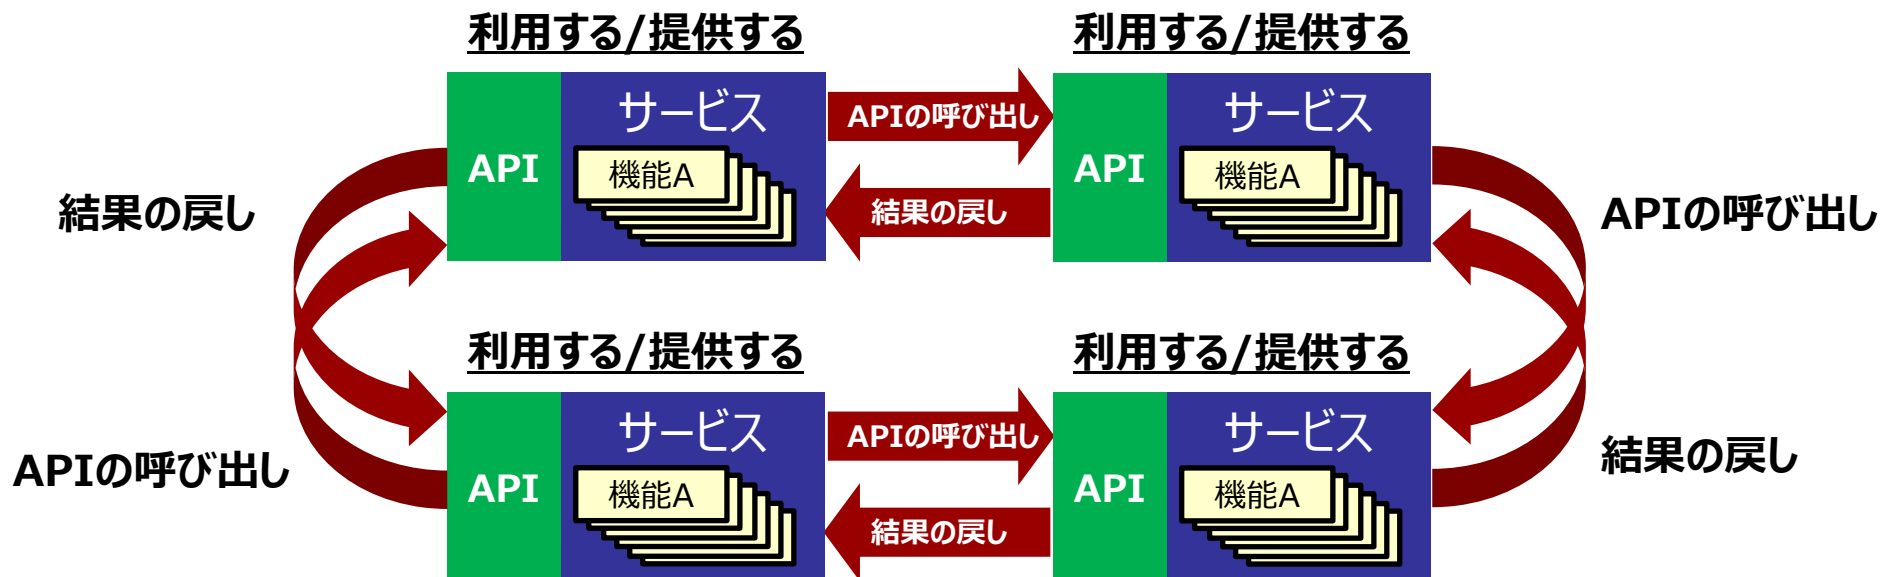 利用する/提供する
利用する/提供する
API
サービス
機能A
APIの呼び出し
結果の戻し
API
サービス
機能A
結果の戻し
APIの呼び出し
利用する/提供する
利用する/提供する
APIの呼び出し
API
サービス
機能A
APIの呼び出し
結果の戻し
API
サービス
機能A
結果の戻し